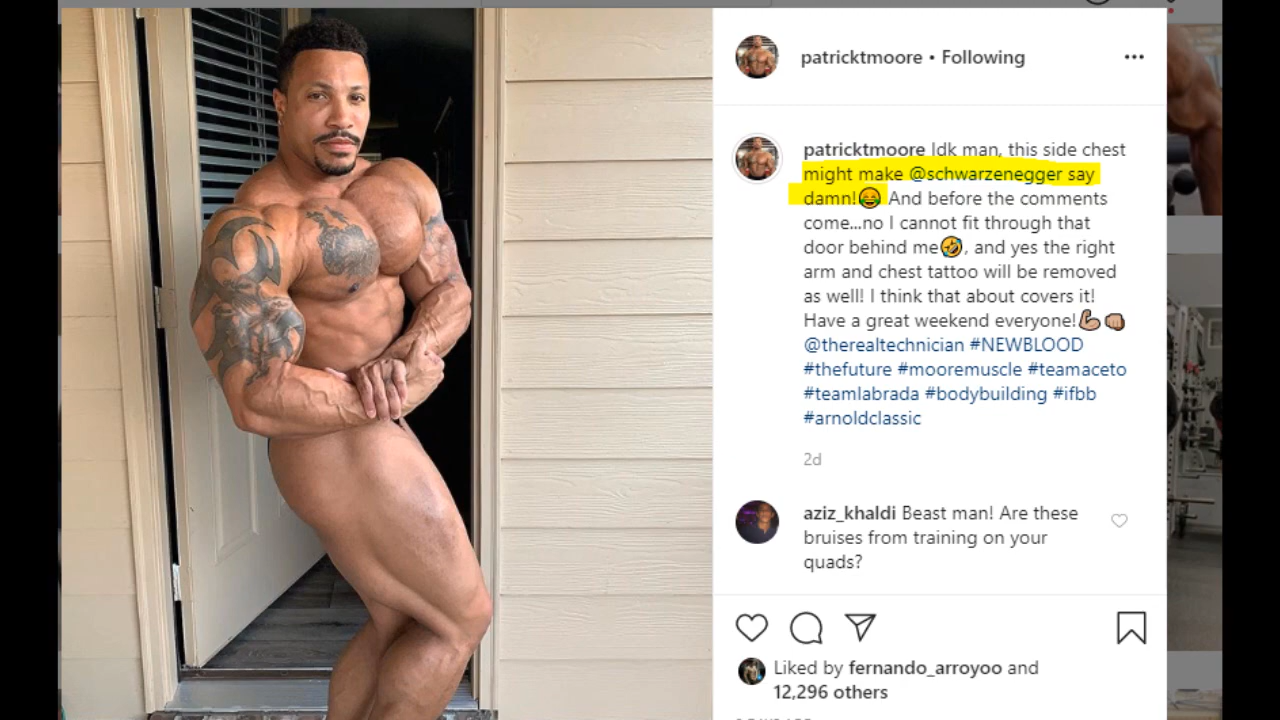 patricktmoore • Following
patricktmoore Idk man, this side chest
might make @schwarzenegger say
damn!😂 And before the comments
come...no I cannot fit through that
door behind me🤣, and yes the right
arm and chest tattoo will be removed
as well! I think that about covers it!
Have a great weekend everyone!💪🏼👊🏼
@therealtechnician #NEWBLOOD
#thefuture #mooremuscle #teamaceto
#teamlabrada #bodybuilding #ifbb
#arnoldclassic
2d
aziz_khaldi Beast man! Are these
bruises from training on your
quads?
Liked by fernando_arroyoo and
12,296 others